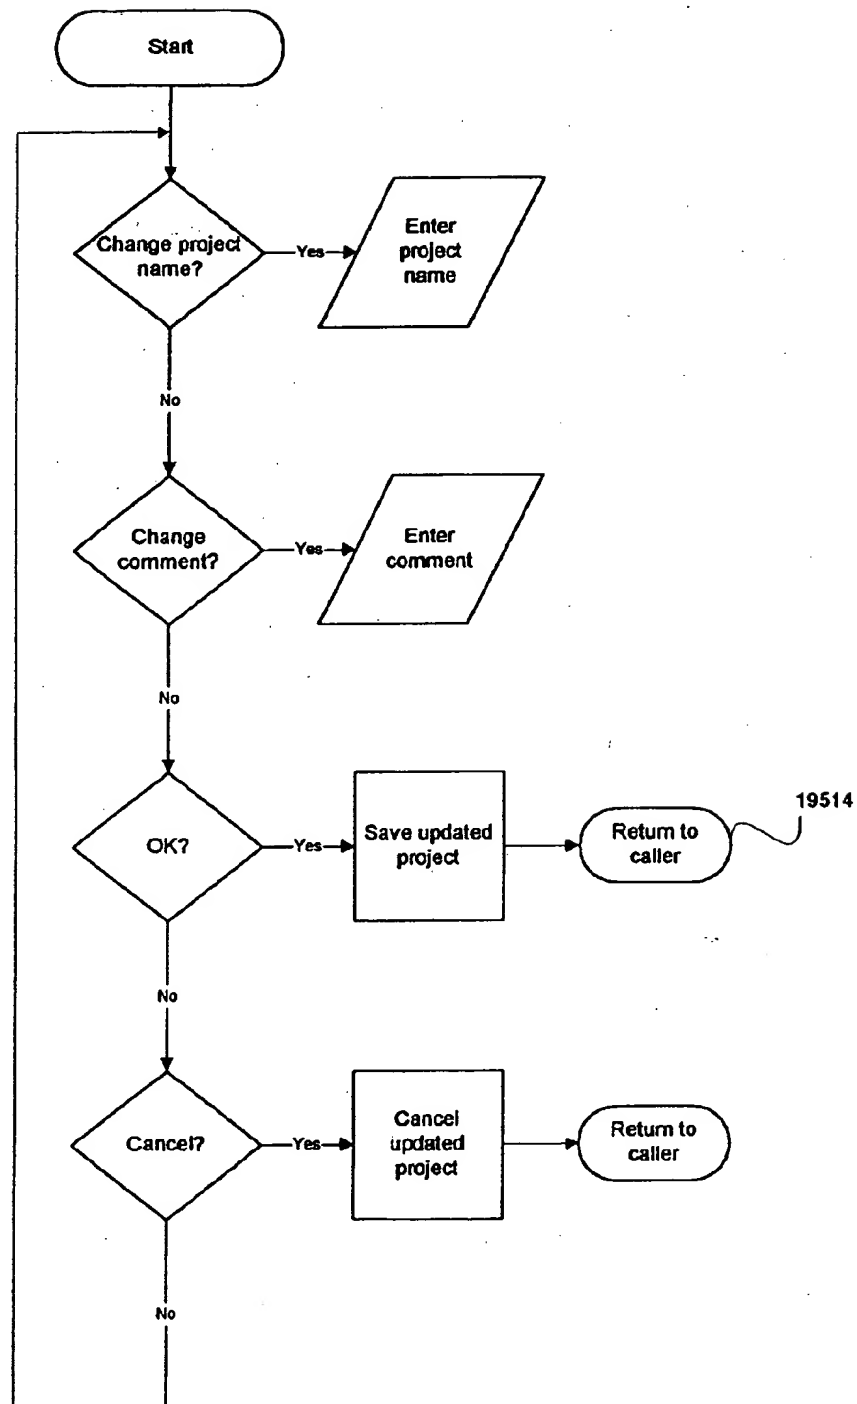 Start
Change project
name?
Yes
Enter
project
name
No
Change
comment?
Yes
Enter
comment
No
OK?
Yes
Save updated
project
Return to
caller
19514
No
Cancel?
Yes
Cancel
updated
project
Return to
caller
No